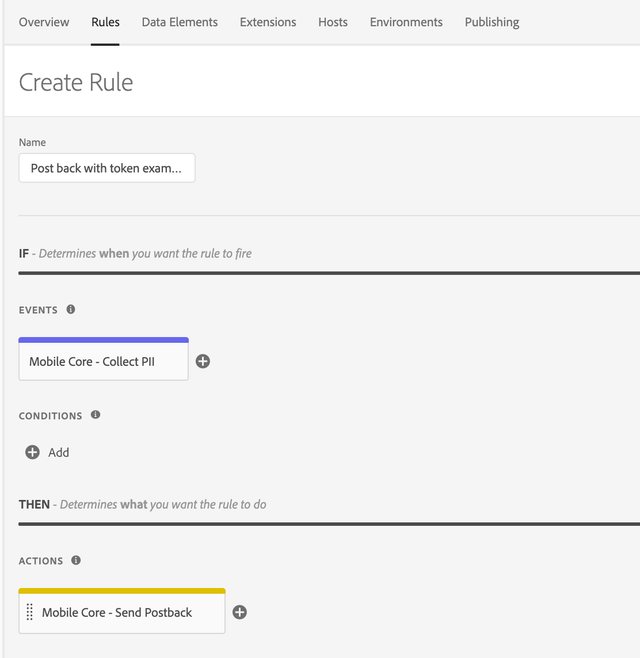 Overview Rules Data Elements Extensions Hosts Environments Publishing
Create Rule
Name
Post back with token exam...
IF - Determines when you want the rule to fire
EVENTS
Mobile Core - Collect PII
CONDITIONS
Add
THEN - Determines what you want the rule to do
ACTIONS
Mobile Core - Send Postback